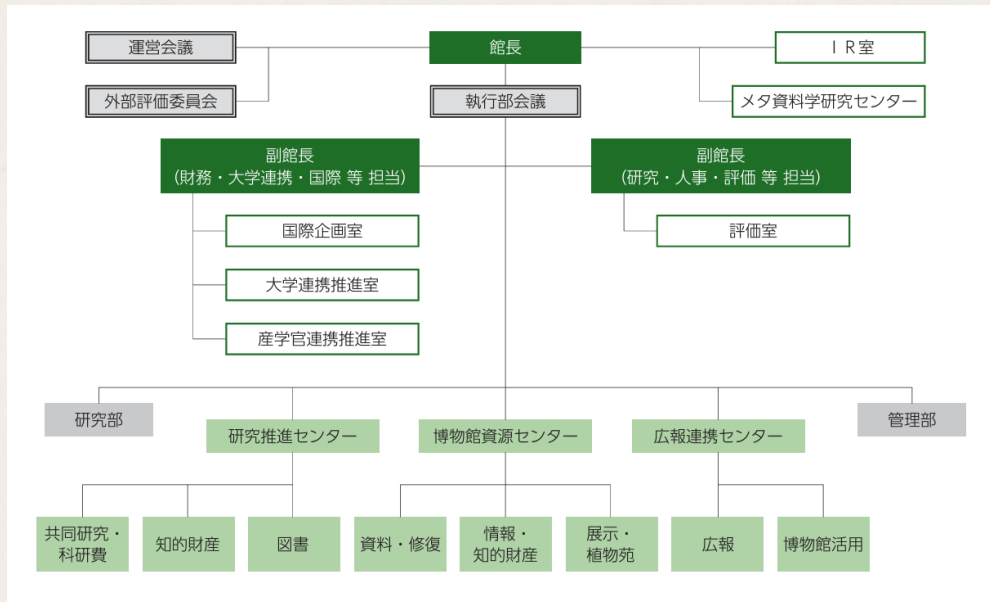 運営会議
館長
ＩＲ室
外部評価委員会
執行部会議
メタ資料学研究センター
副館長
（財務・大学連携・国際 等 担当）
副館長
（研究・人事・評価 等 担当）
国際企画室
評価室
大学連携推進室
産学官連携推進室
研究部
管理部
研究推進センター
博物館資源センター
広報連携センター
共同研究・
科研費
知的財産
図書
資料・修復
情報・
知的財産
展示・
植物苑
広報
博物館活用